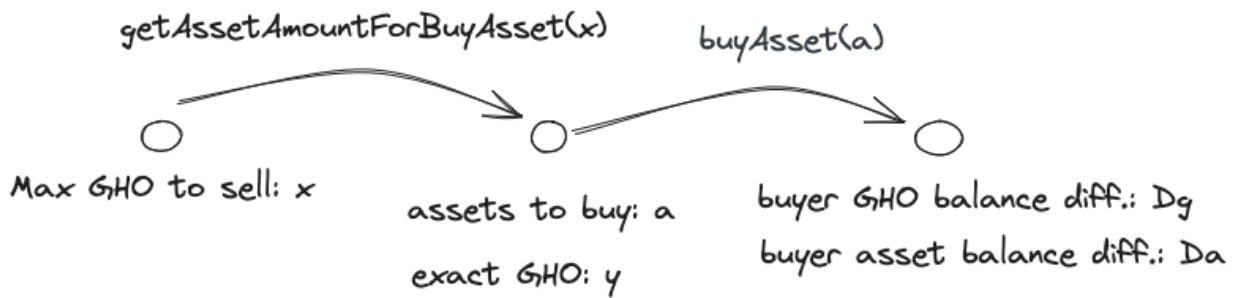 getAssetAmountForBuyAsset(x)
buyAsset(a)
Max GHO to sell: x
assets to buy: a
exact GHO: y
buyer GHO balance diff.: Dg
buyer asset balance diff.: Da